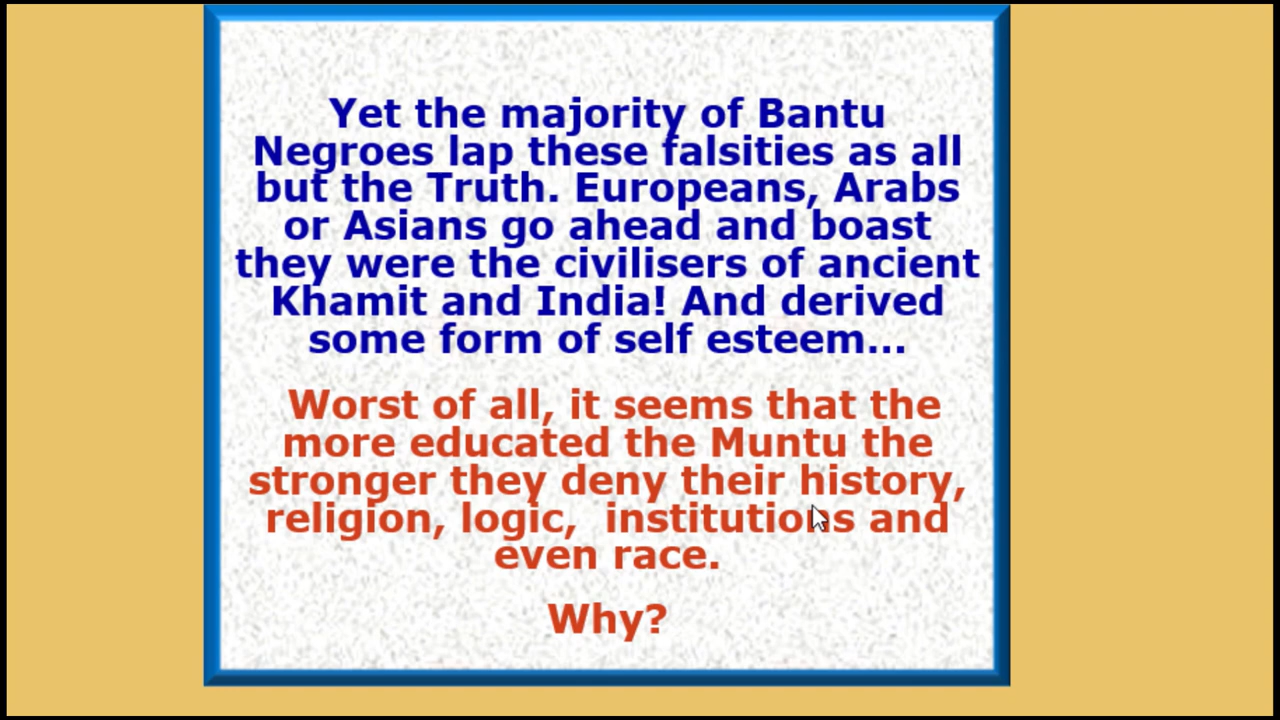 Yet the majority of Bantu
Negroes lap these falsities as all
but the Truth. Europeans, Arabs
or Asians go ahead and boast
they were the civilisers of ancient
Khamit and India! And derived
some form of self esteem...
Worst of all, it seems that the
more educated the Muntu the
stronger they deny their history,
religion, logic, institutions and
even race.
Why?